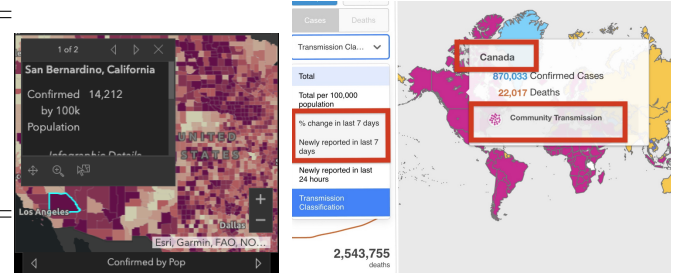 1 of 2
San Bernardino, California
Confirmed 14,212
by 100k
Population
Infographic Details
UNITED
STATES
Los Angeles
Dallas
+
−
Esri, Garmin, FAO, NO...
Confirmed by Pop
Cases
Deaths
Transmission Cla...
Total
Total per 100,000
population
% change in last 7 days
Newly reported in last 7
days
Newly reported in last
24 hours
Transmission
Classification
2,543,755
deaths
Canada
870,033 Confirmed Cases
22,017 Deaths
Community Transmission